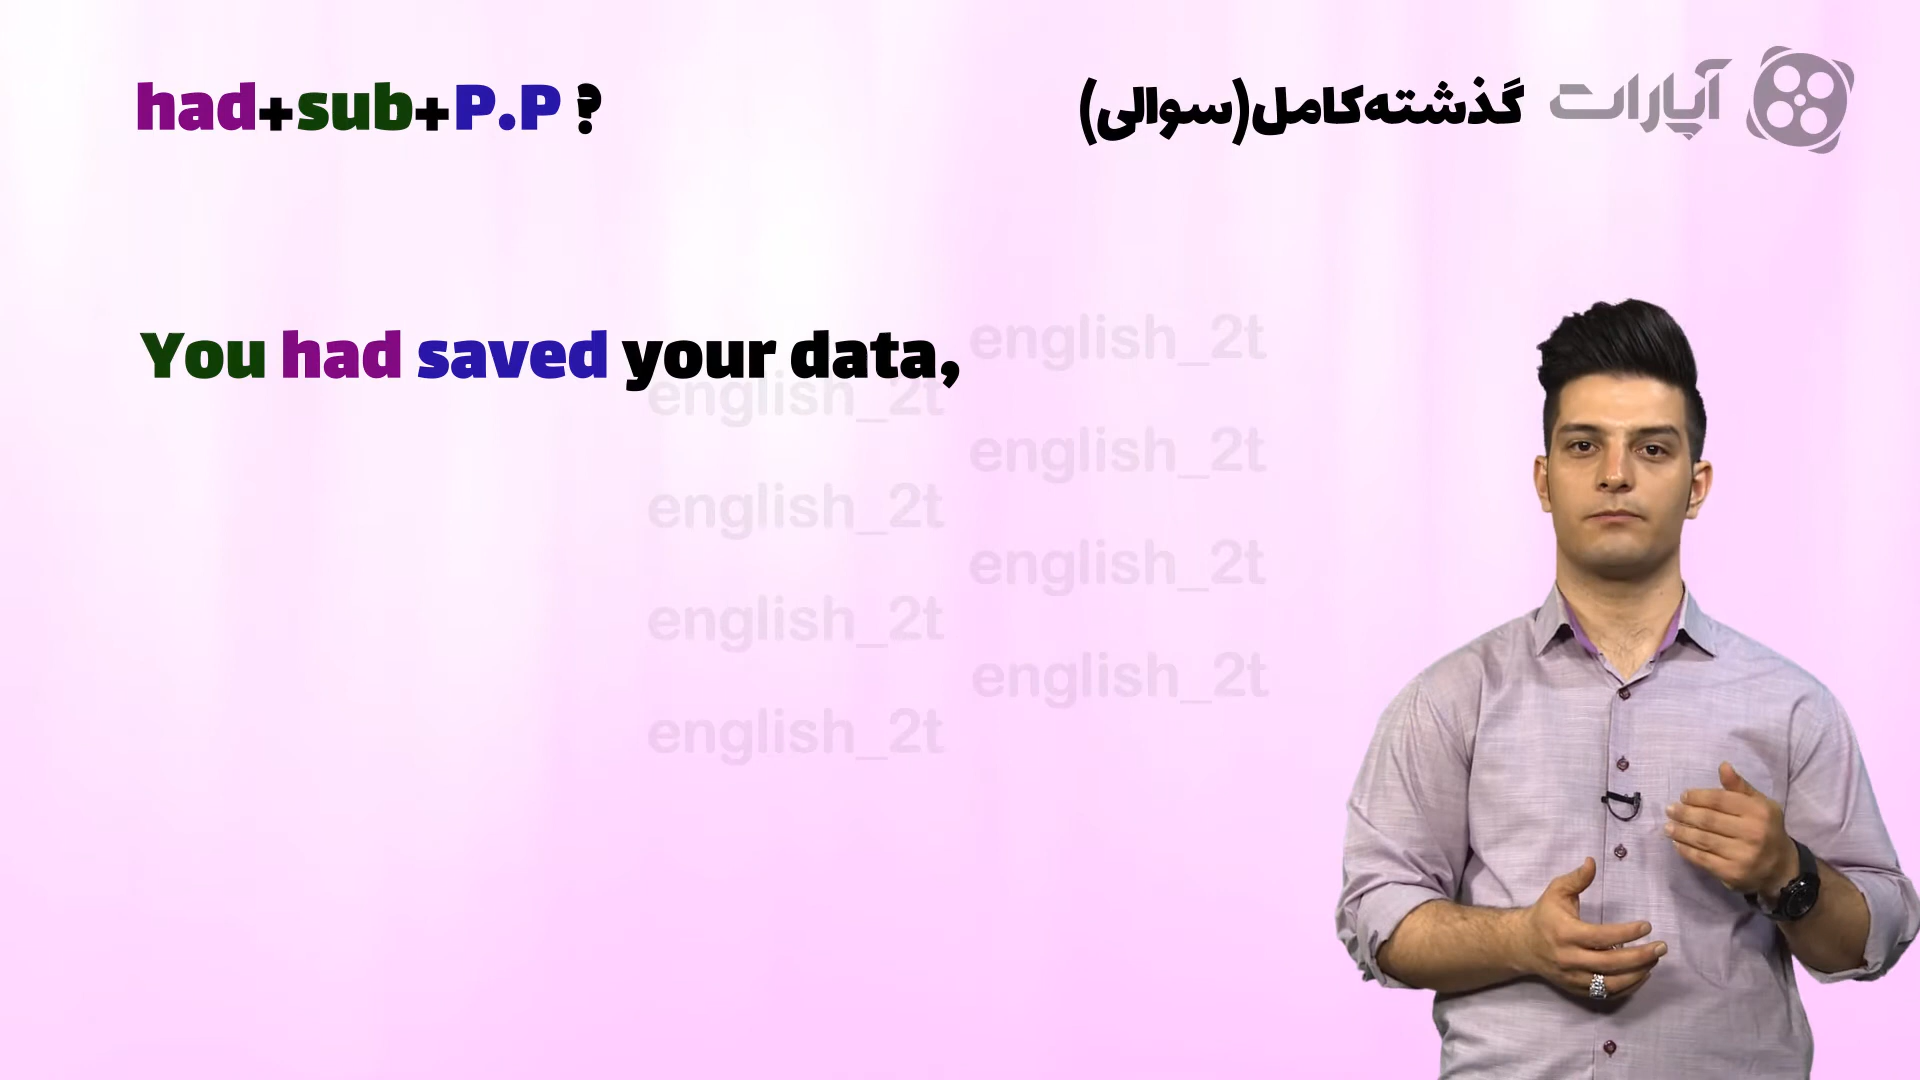 had+sub+P.P ?
گذشته کامل(سوالی)
آپارات
You had saved your data,
english_2t
english_2t
english_2t
english_2t
english_2t
english_2t
english_2t
english_2t